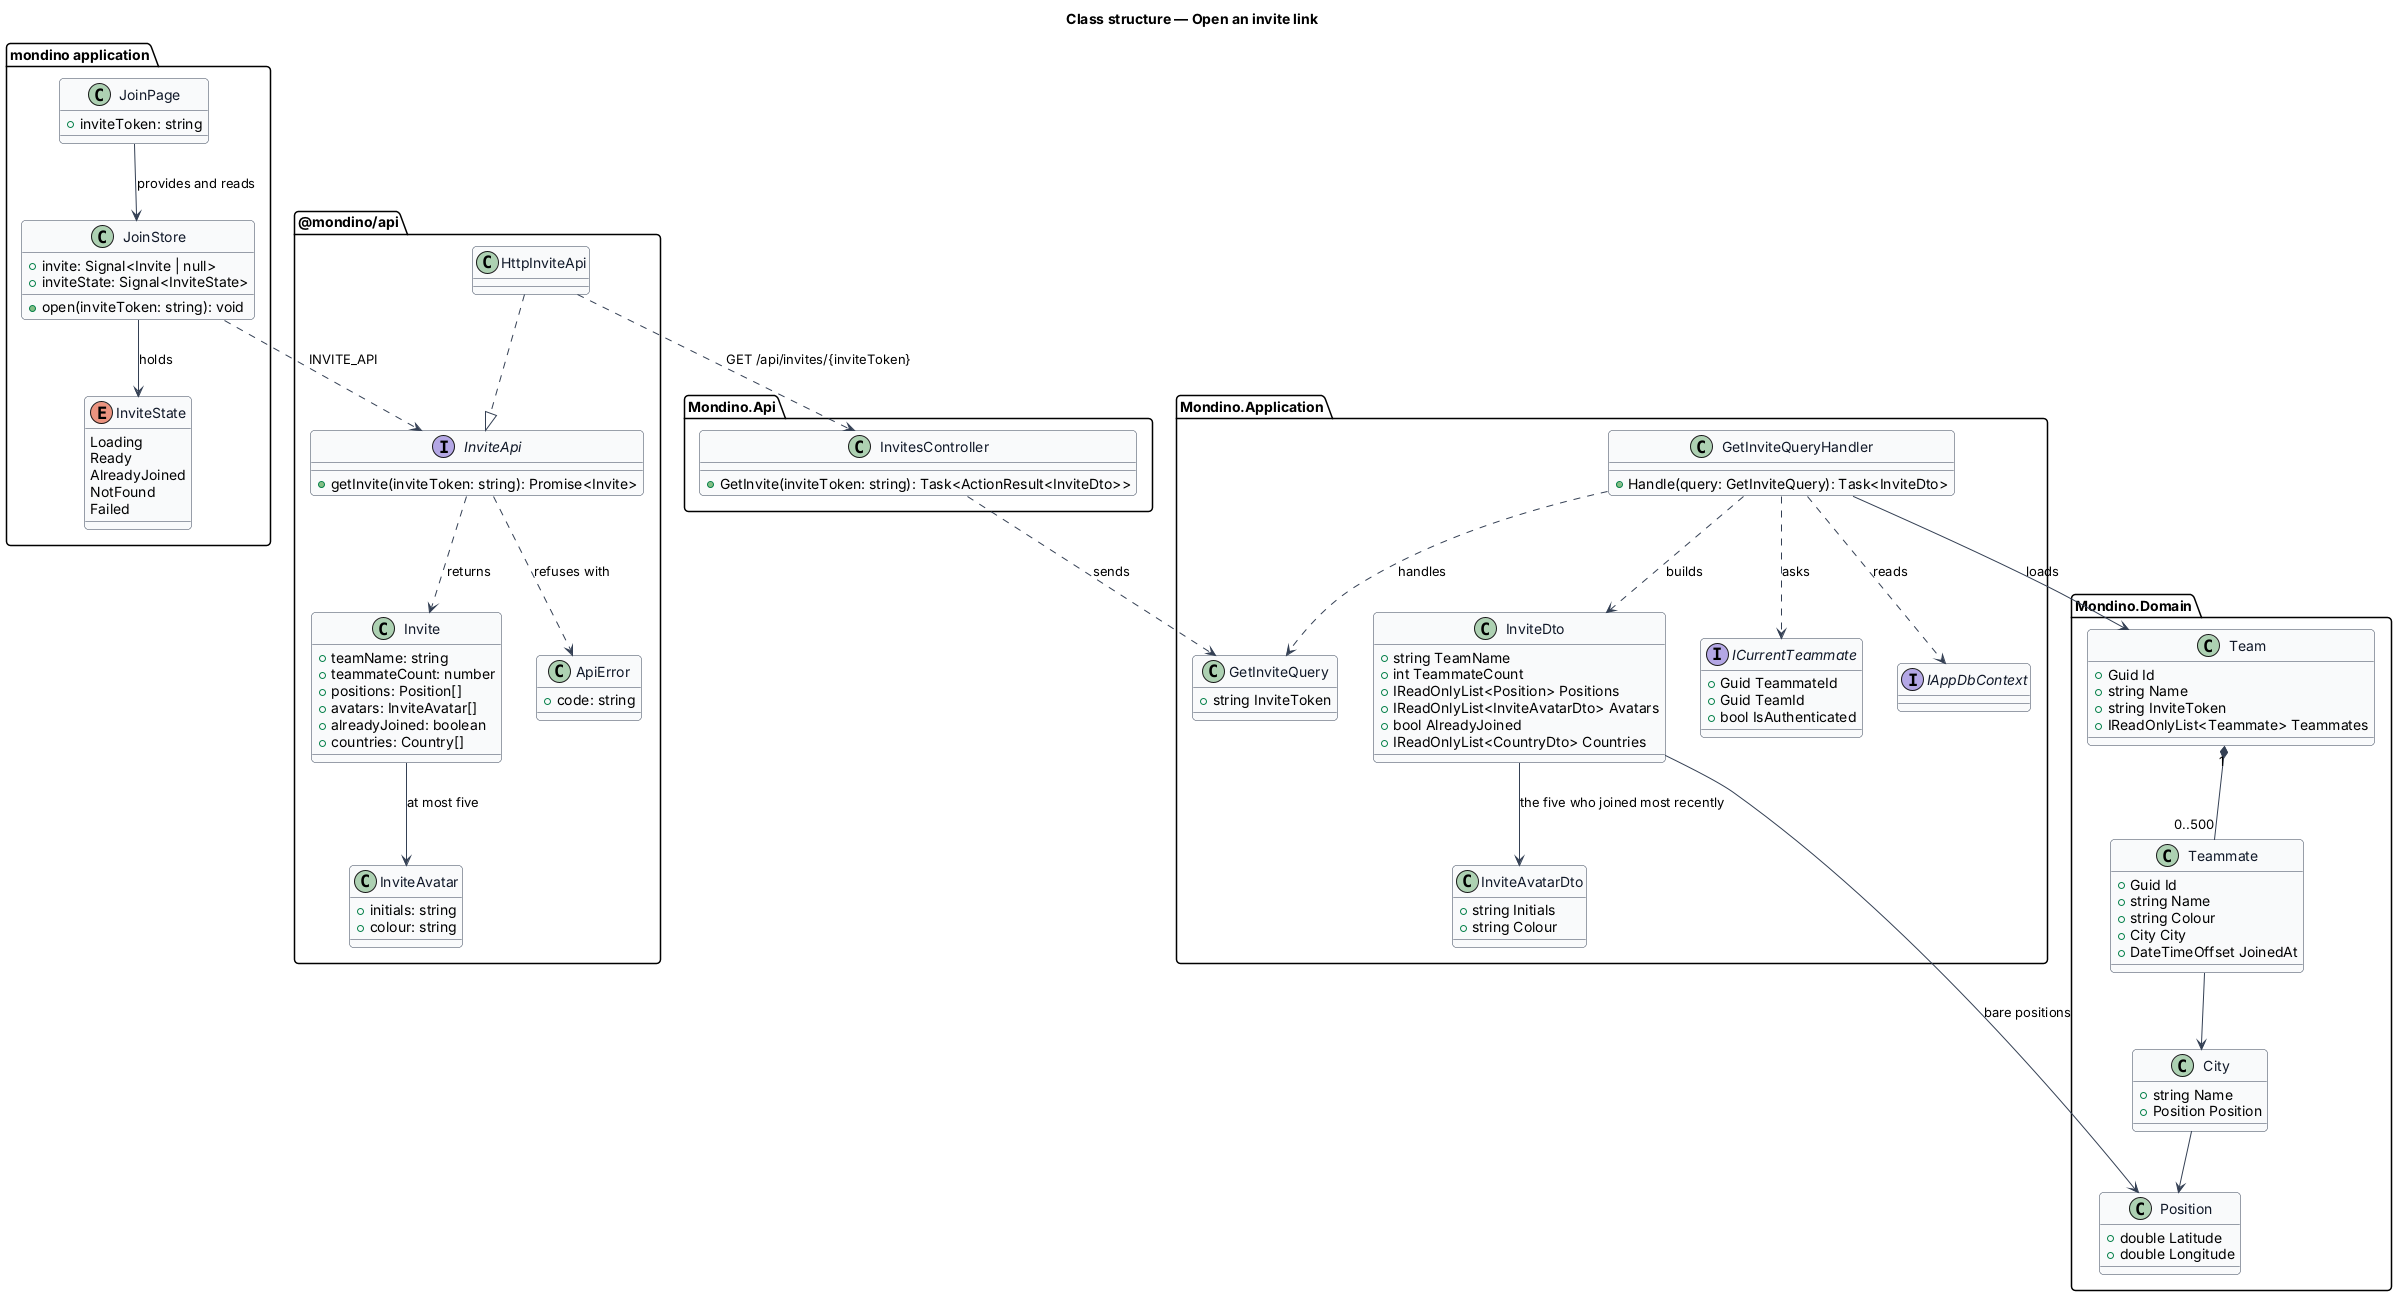 Class structure — Open an invite link
mondino application
JoinPage
inviteToken: string
provides and reads
JoinStore
invite: Signal<Invite | null>
inviteState: Signal<InviteState>
open(inviteToken: string): void
holds
INVITE_API
InviteState
Loading
Ready
AlreadyJoined
NotFound
Failed
@mondino/api
HttpInviteApi
GET /api/invites/{inviteToken}
InviteApi
getInvite(inviteToken: string): Promise<Invite>
returns
refuses with
Invite
teamName: string
teammateCount: number
positions: Position[]
avatars: InviteAvatar[]
alreadyJoined: boolean
countries: Country[]
ApiError
code: string
at most five
InviteAvatar
initials: string
colour: string
Mondino.Api
InvitesController
GetInvite(inviteToken: string): Task<ActionResult<InviteDto>>
sends
Mondino.Application
GetInviteQueryHandler
Handle(query: GetInviteQuery): Task<InviteDto>
handles
builds
asks
reads
loads
GetInviteQuery
string InviteToken
InviteDto
string TeamName
int TeammateCount
IReadOnlyList<Position> Positions
IReadOnlyList<InviteAvatarDto> Avatars
bool AlreadyJoined
IReadOnlyList<CountryDto> Countries
ICurrentTeammate
Guid TeammateId
Guid TeamId
bool IsAuthenticated
IAppDbContext
the five who joined most recently
InviteAvatarDto
string Initials
string Colour
bare positions
Mondino.Domain
Team
Guid Id
string Name
string InviteToken
IReadOnlyList<Teammate> Teammates
1
0..500
Teammate
Guid Id
string Name
string Colour
City City
DateTimeOffset JoinedAt
City
string Name
Position Position
Position
double Latitude
double Longitude